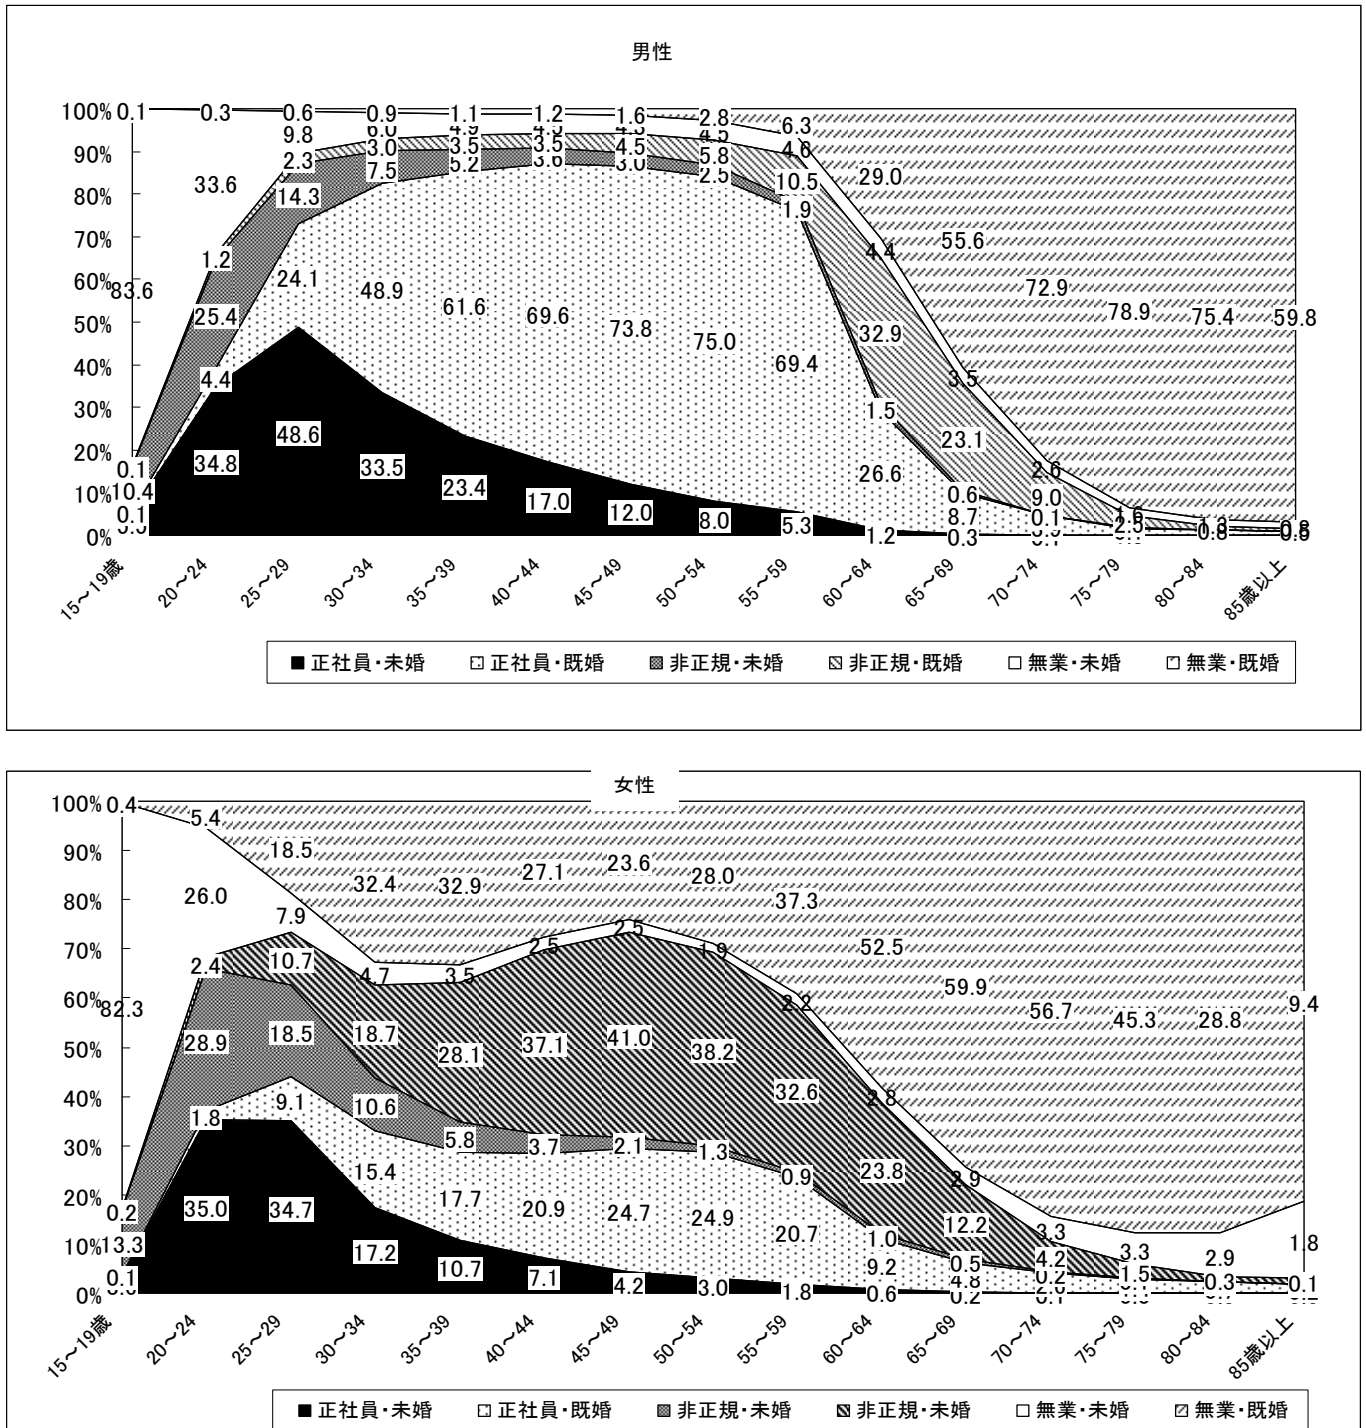 男性
100% 0.1 0.3 0.6 0.9 1.1 1.2 1.6 2.8 6.3
9.8 6.0 4.9 4.5 4.3 4.5 4.6
90% 2.3 3.0 3.5 3.5 4.5 5.8 10.5 29.0
33.6 14.3 7.5 5.2 3.6 3.0 2.5 1.9
80%
70% 1.2 4.4 55.6
60% 83.6 25.4 24.1 48.9 61.6 69.6 73.8 75.0 69.4 32.9 72.9 78.9 75.4 59.8
50%
40% 4.4 3.5
30% 48.6 33.5 1.5 23.1
20% 34.8 23.4 17.0 12.0 8.0 26.6 2.6
10% 0.1 10.4 0.1 5.3 0.6 8.7 9.0 0.1 1.6 2.5 1.3
0% 1.2 0.3 0.1 0.8
15～19歳 20～24 25～29 30～34 35～39 40～44 45～49 50～54 55～59 60～64 65～69 70～74 75～79 80～84 85歳以上
正社員・未婚 正社員・既婚 非正規・未婚 非正規・既婚 無業・未婚 無業・既婚
女性
100% 0.4 5.4
90% 18.5 32.4 32.9 27.1 23.6 28.0 37.3
80% 26.0 7.9
70% 2.4 10.7 4.7 3.5 2.5 2.5 1.9 52.5
60% 82.3 2.2 59.9 56.7 45.3 28.8 9.4
50% 28.9 18.5 18.7 28.1 37.1 41.0 38.2 32.6
40% 1.8 9.1 10.6 2.8
30% 5.8 3.7 2.1 1.3 0.9 23.8 2.9
20% 0.2 35.0 34.7 15.4 17.7 20.9 24.7 24.9 20.7 12.2 3.3
10% 13.3 17.2 10.7 7.1 1.0 9.2 0.5 4.8 4.2 0.2 3.3 1.5 2.9 0.3 1.8 0.1
0% 0.1 4.2 3.0 1.8 0.6 0.2 0.1
15～19歳 20～24 25～29 30～34 35～39 40～44 45～49 50～54 55～59 60～64 65～69 70～74 75～79 80～84 85歳以上
正社員・未婚 正社員・既婚 非正規・未婚 非正規・既婚 無業・未婚 無業・既婚